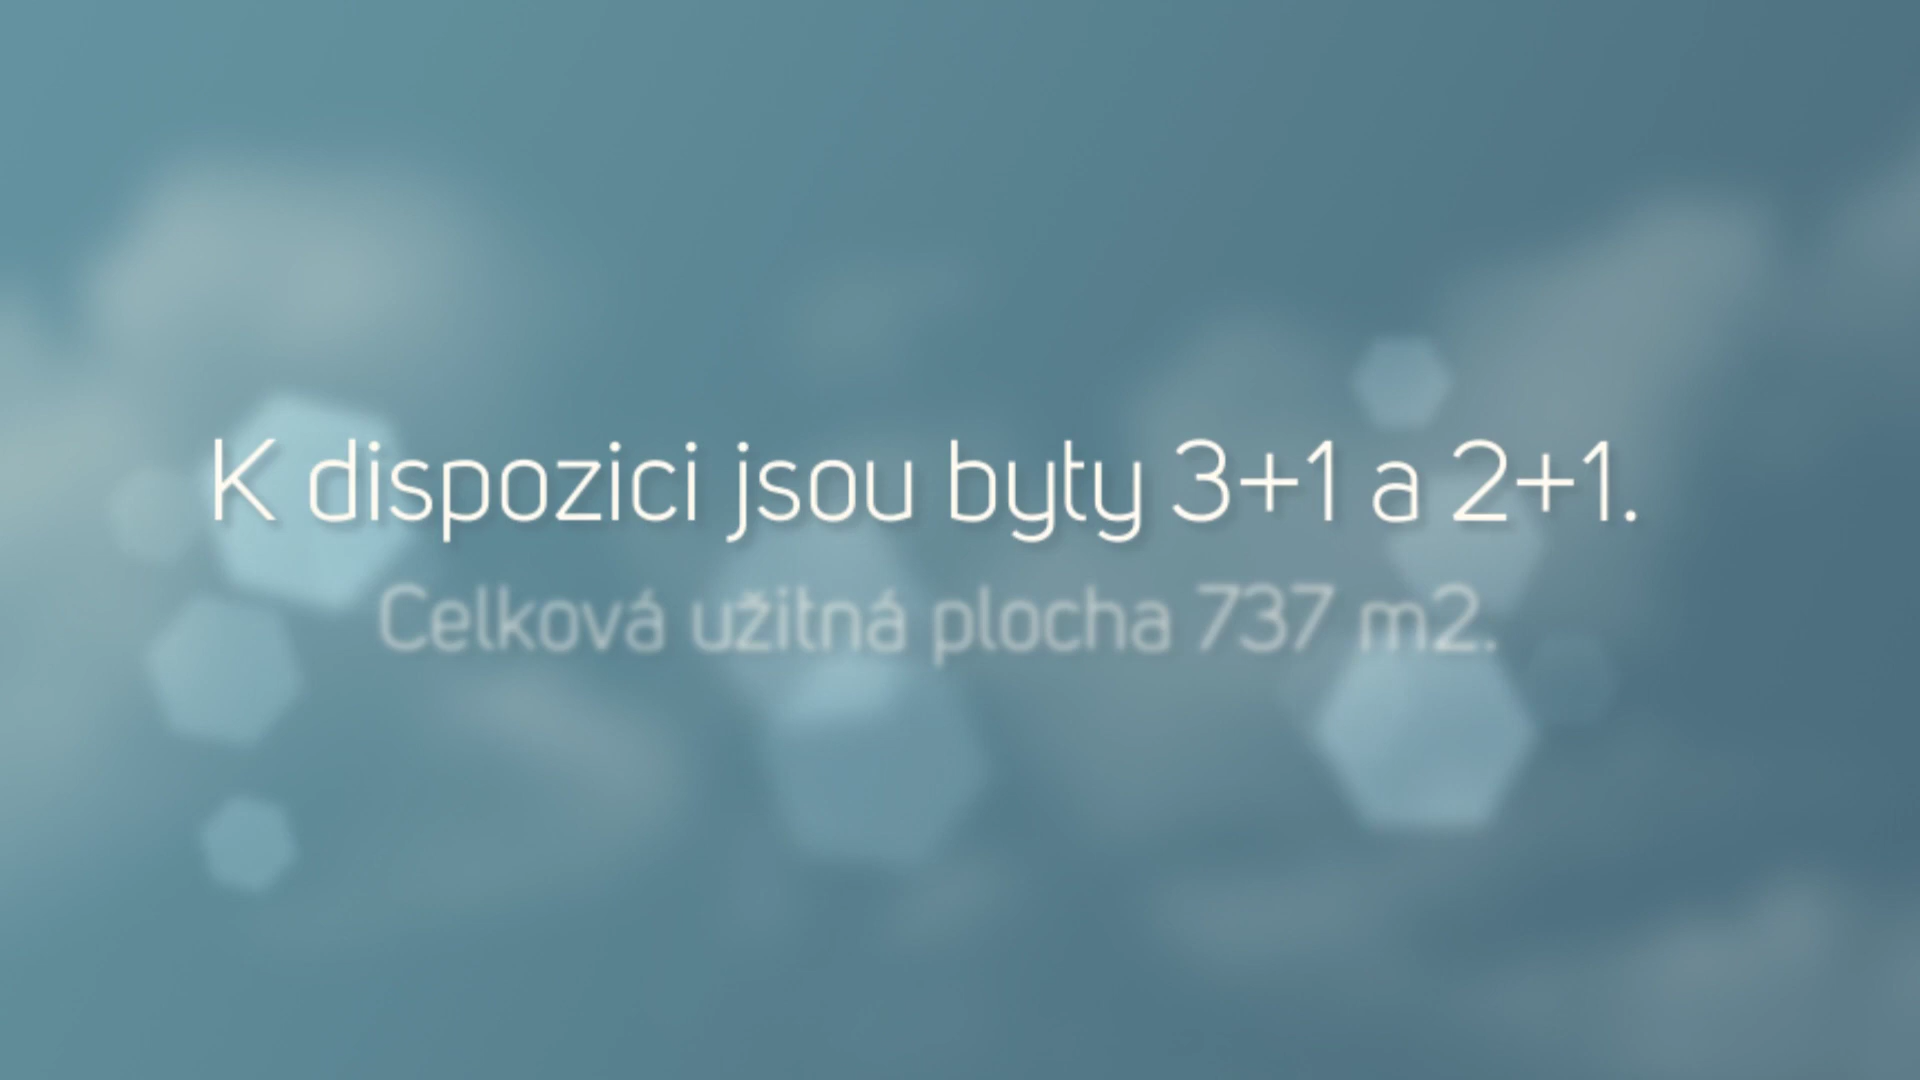 K dispozici jsou byty 3+1 a 2+1.
Celková užitná plocha 737 m2.